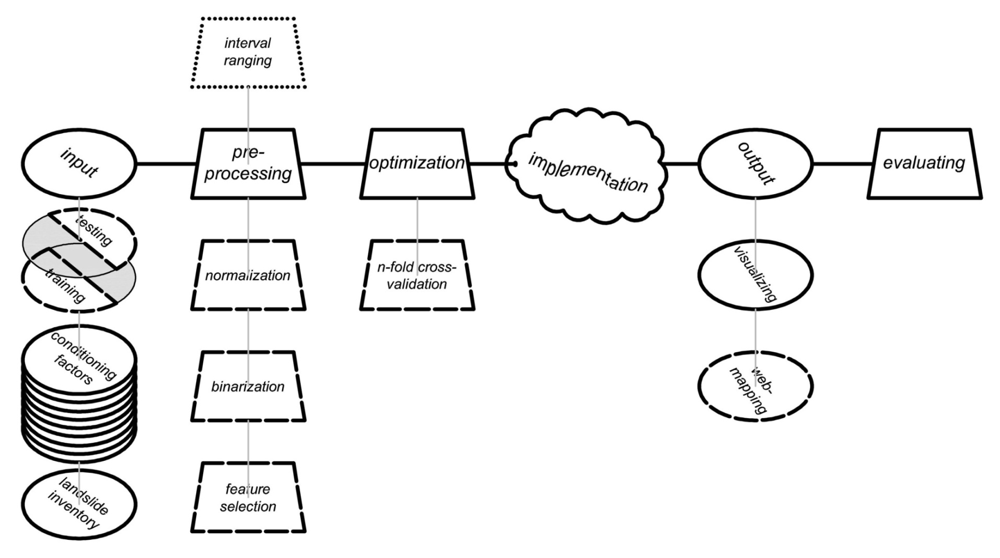 interval
ranging
input
pre-
processing
optimization
implementation
output
evaluating
testing
training
normalization
n-fold cross-
validation
visualizing
conditioning
factors
binarization
web-
mapping
landslide
inventory
feature
selection